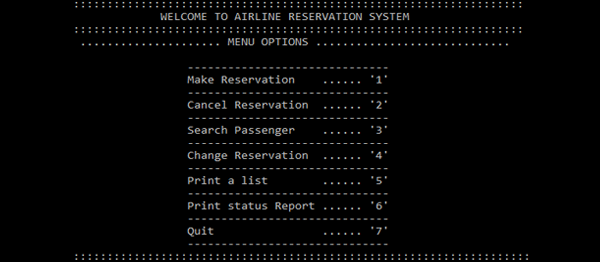 :::::::::::::::::::::::::::::::::::::::::::::::::::::::::::::::::::
WELCOME TO AIRLINE RESERVATION SYSTEM
:::::::::::::::::::::::::::::::::::::::::::::::::::::::::::::::::::
..................... MENU OPTIONS .............................
------------------------------
Make Reservation ...... '1'
------------------------------
Cancel Reservation ...... '2'
------------------------------
Search Passenger ...... '3'
------------------------------
Change Reservation ...... '4'
------------------------------
Print a list ...... '5'
------------------------------
Print status Report ...... '6'
------------------------------
Quit ...... '7'
------------------------------
::::::::::::::::::::::::::::::::::::::::::::::::::::::::::::::::::::